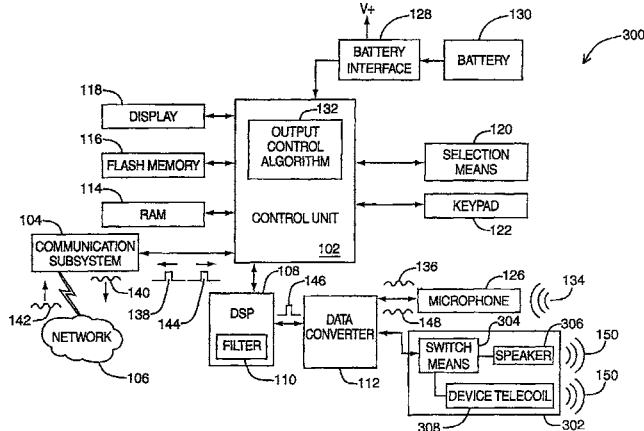 V+
128
130
300
BATTERY
INTERFACE
BATTERY
118
DISPLAY
132
OUTPUT
CONTROL
ALGORITHM
116
FLASH MEMORY
120
SELECTION
MEANS
114
RAM
CONTROL UNIT
102
KEYPAD
122
104
COMMUNICATION
SUBSYSTEM
108
146
136
126
134
MICROPHONE
140
138
144
142
148
DSP
FILTER
110
DATA
CONVERTER
112
NETWORK
106
304
306
150
SWITCH
MEANS
SPEAKER
150
DEVICE TELECOIL
308
302